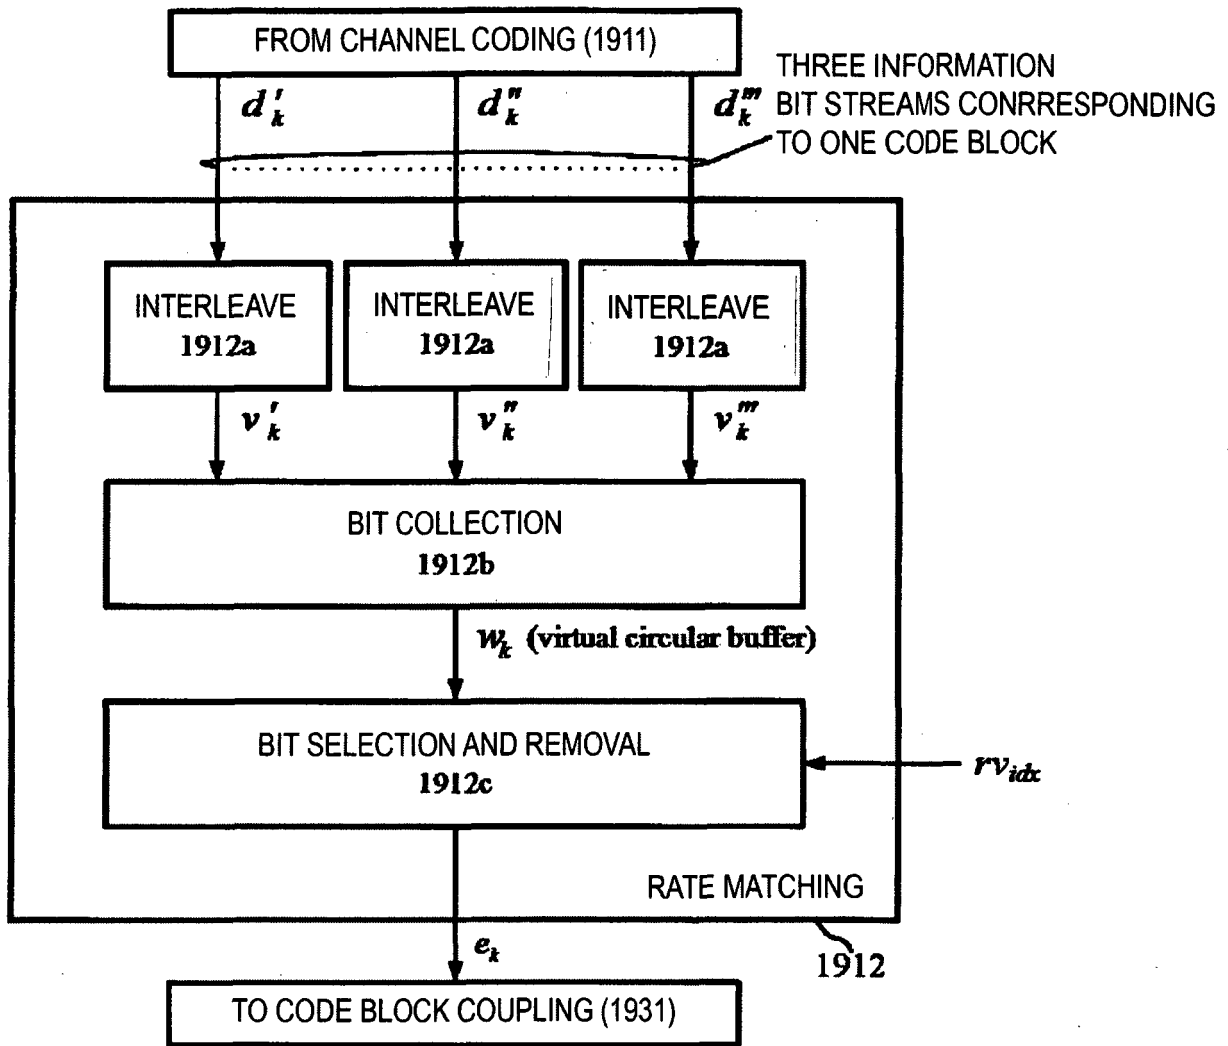 FROM CHANNEL CODING (1911)
d'k d''k d'''k
THREE INFORMATION
BIT STREAMS CONRRESPONDING
TO ONE CODE BLOCK
INTERLEAVE
1912a
INTERLEAVE
1912a
INTERLEAVE
1912a
v'k v''k v'''k
BIT COLLECTION
1912b
wk (virtual circular buffer)
BIT SELECTION AND REMOVAL
1912c
rvidx
RATE MATCHING
1912
ek
TO CODE BLOCK COUPLING (1931)